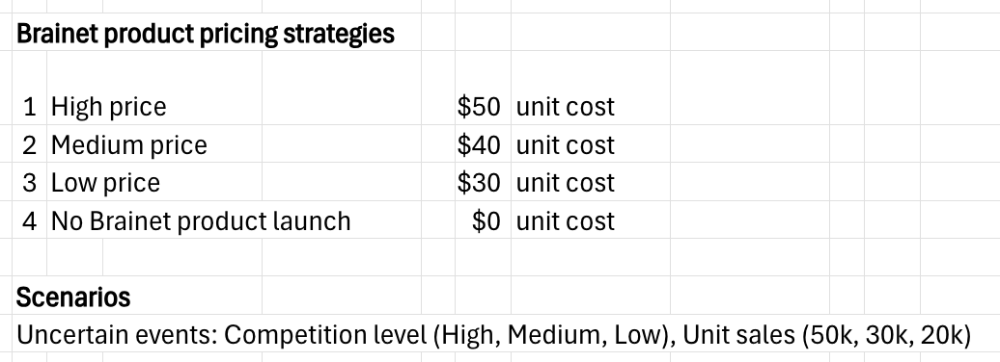 Brainet product pricing strategies
1 High price $50 unit cost
2 Medium price $40 unit cost
3 Low price $30 unit cost
4 No Brainet product launch $0 unit cost
Scenarios
Uncertain events: Competition level (High, Medium, Low), Unit sales (50k, 30k, 20k)